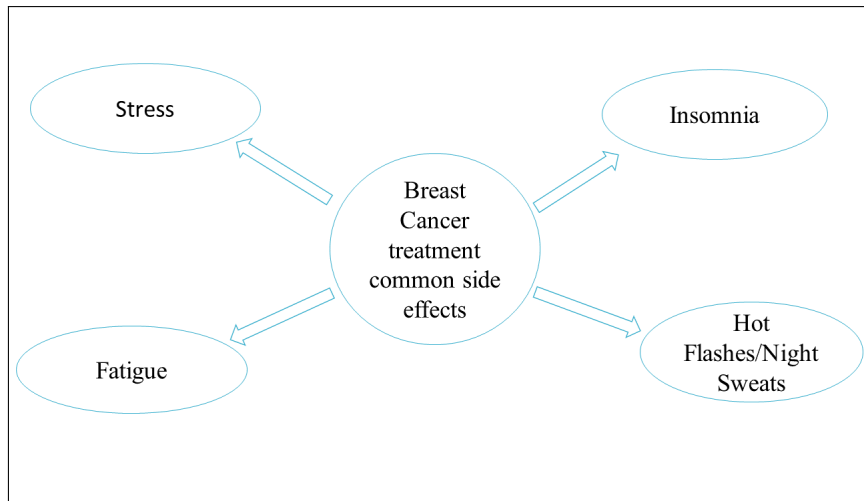 Stress
Insomnia
Breast
Cancer
treatment
common side
effects
Fatigue
Hot
Flashes/Night
Sweats